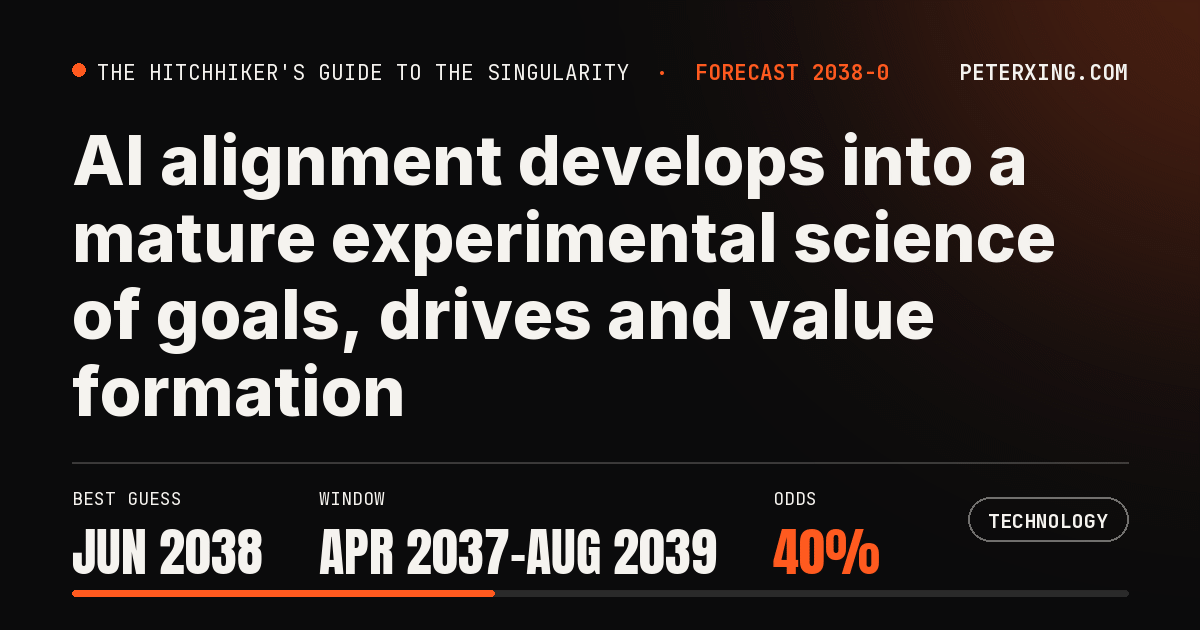 THE HITCHHIKER'S GUIDE TO THE SINGULARITY · FORECAST 2038-0 PETERXING.COM
AI alignment develops into a
mature experimental science
of goals, drives and value
formation
BEST GUESS WINDOW ODDS
JUN 2038 APR 2037-AUG 2039 40% TECHNOLOGY